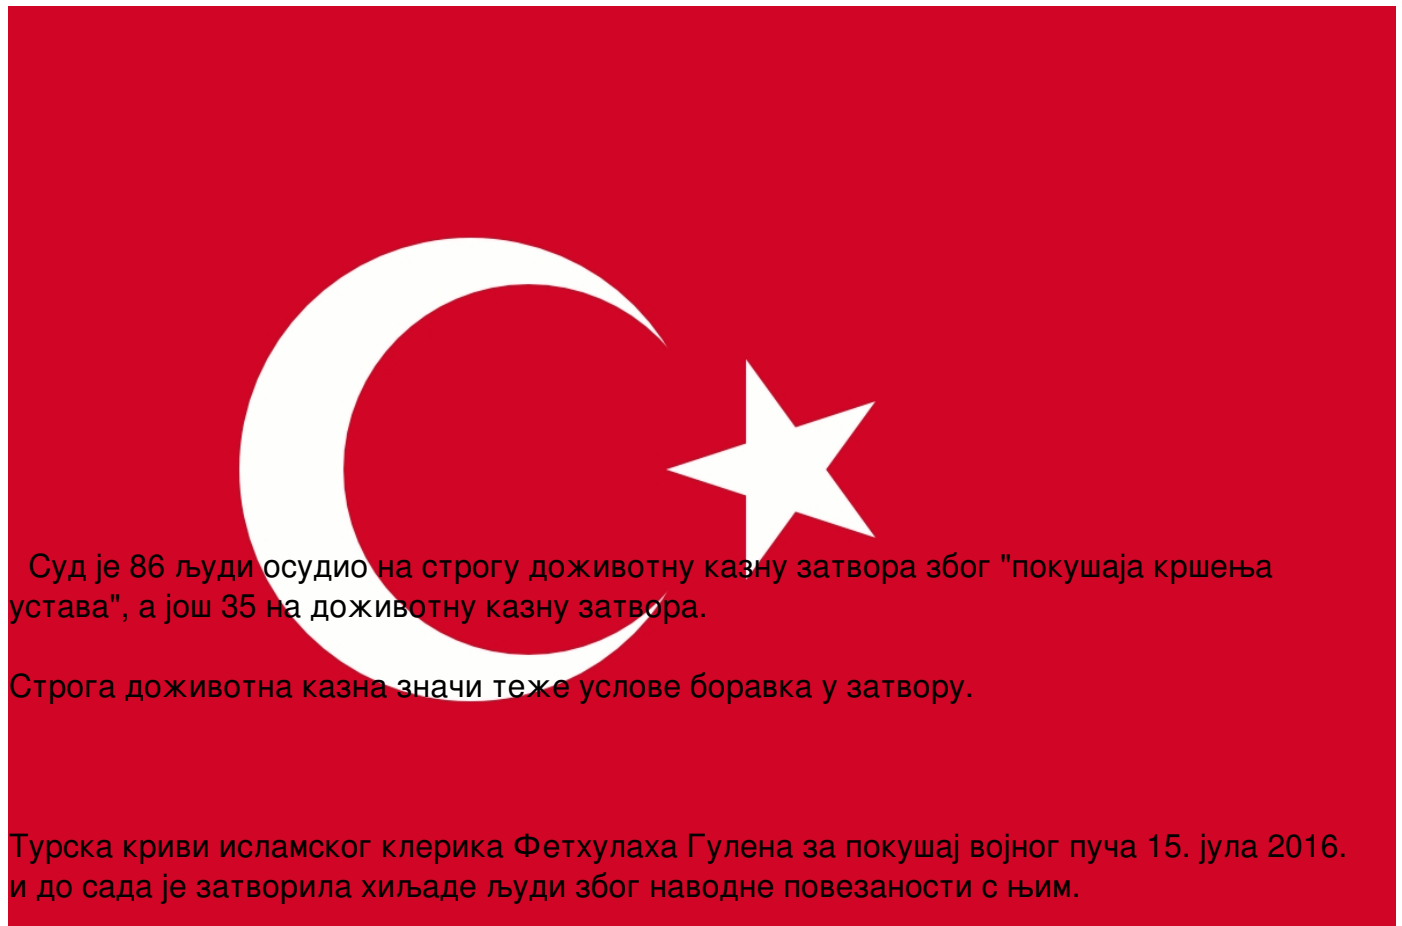 Суд је 86 људи осудио на строгу доживотну казну затвора због "покушаја кршења
устава", а још 35 на доживотну казну затвора.
Строга доживотна казна значи теже услове боравка у затвору.
Турска криви исламског клерика Фетхулаха Гулена за покушај војног пуча 15. јула 2016.
и до сада је затворила хиљаде људи због наводне повезаности с њим.